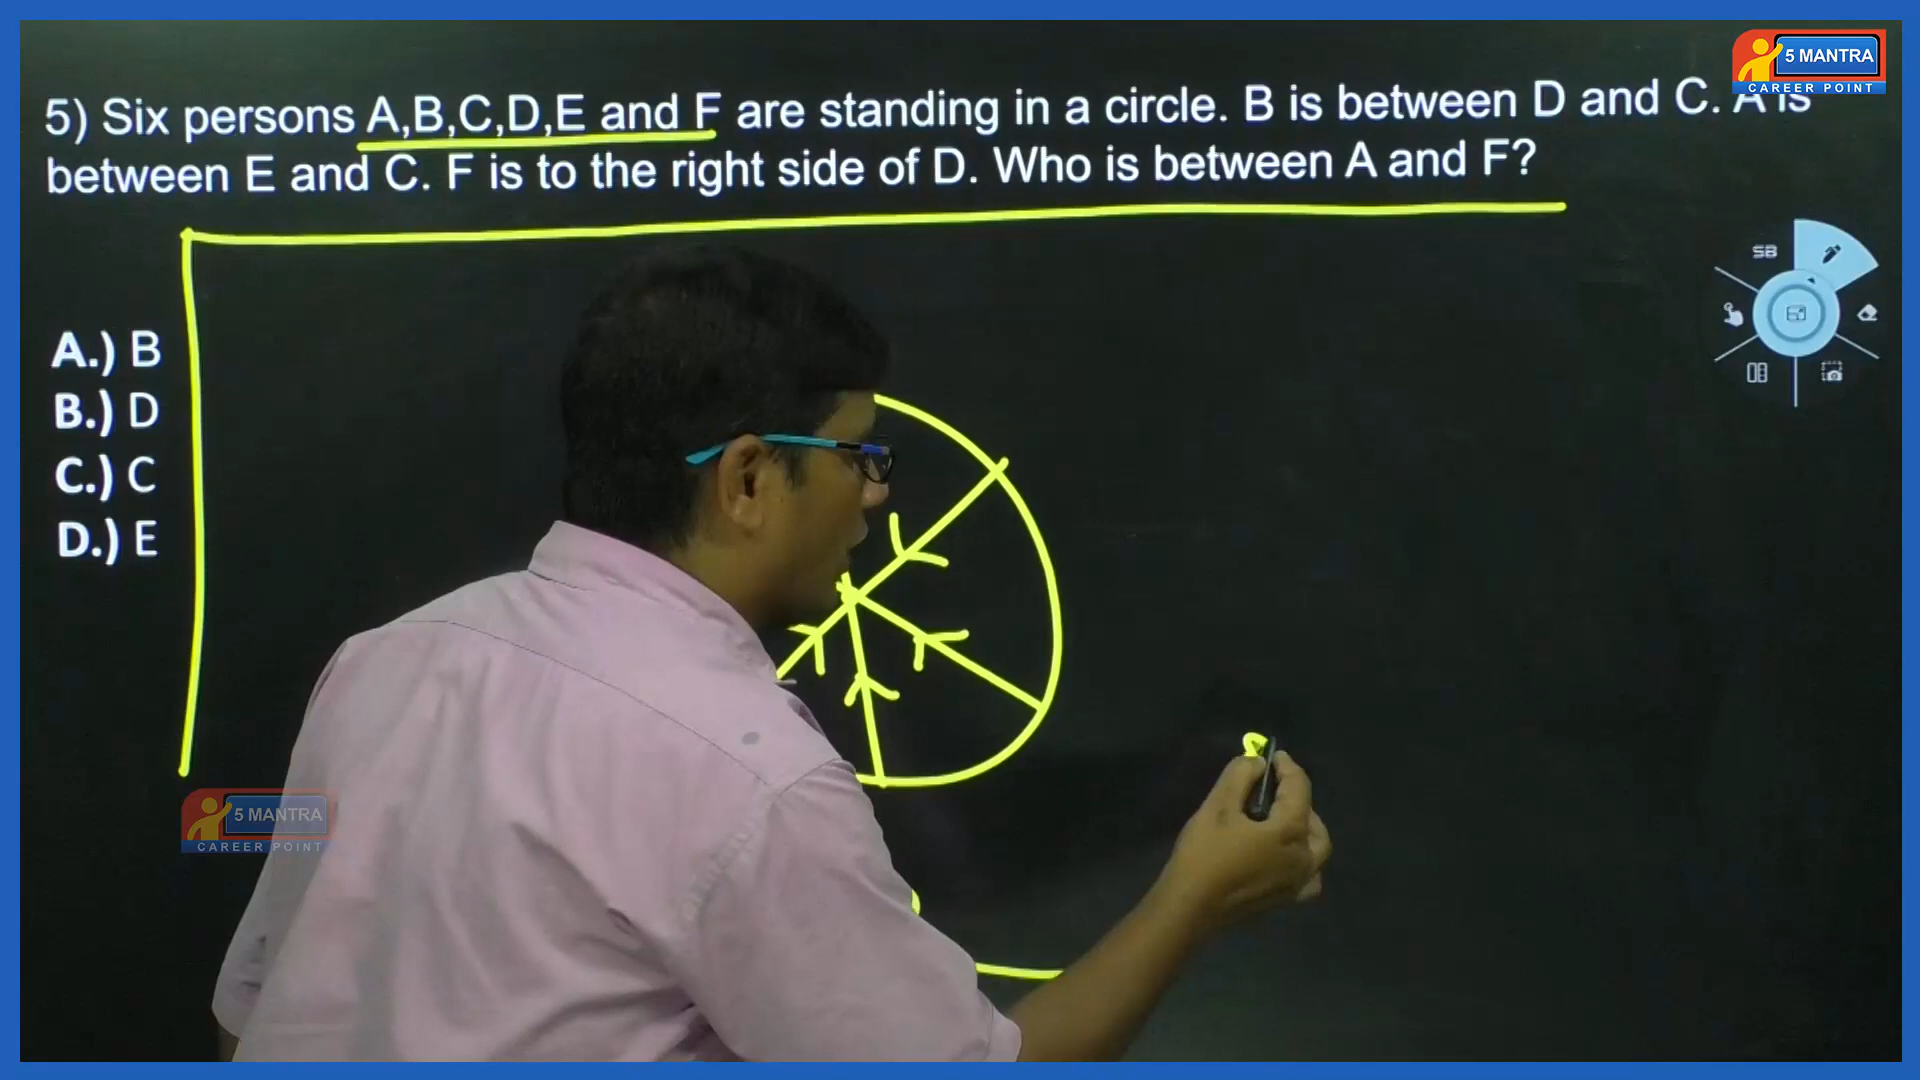 5 MANTRA
CAREER POINT
5) Six persons A,B,C,D,E and F are standing in a circle. B is between D and C. A is
between E and C. F is to the right side of D. Who is between A and F?
SB
A.) B
B.) D
C.) C
D.) E
5 MANTRA
CAREER POINT